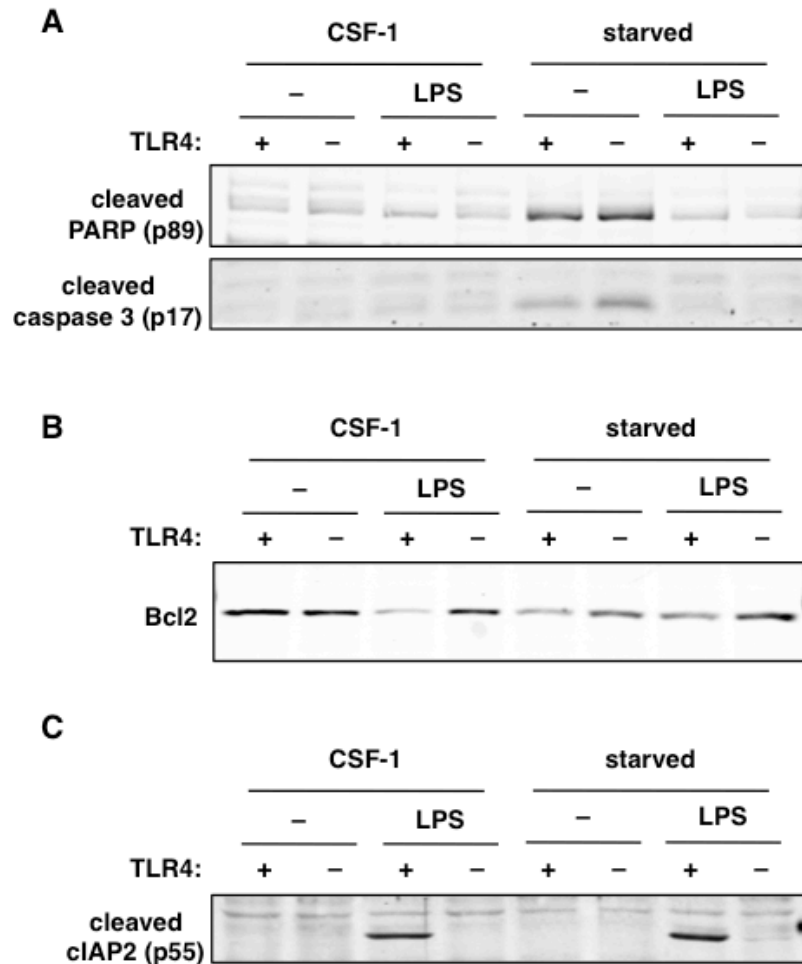 A
CSF-1 starved
– LPS – LPS
TLR4: + – + – + – + –
cleaved
PARP (p89)
cleaved
caspase 3 (p17)
B
CSF-1 starved
– LPS – LPS
TLR4: + – + – + – + –
Bcl2
C
CSF-1 starved
– LPS – LPS
TLR4: + – + – + – + –
cleaved
cIAP2 (p55)